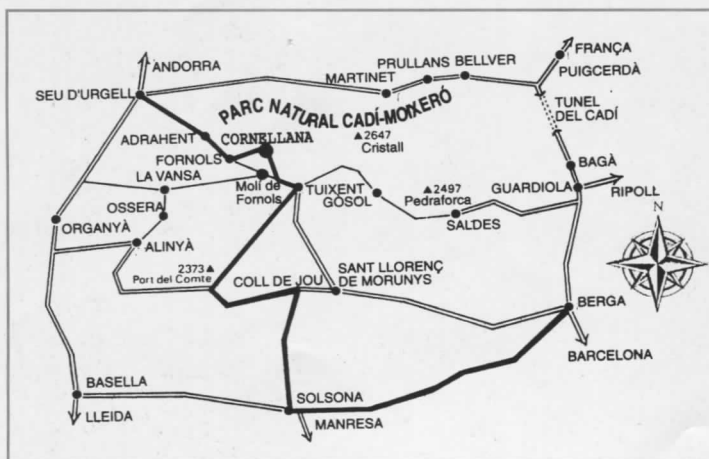 ANDORRA
FRANÇA
PUIGCERDÀ
PRULLANS BELLVER
MARTINET
SEU D'URGELL
TUNEL
DEL CADÍ
PARC NATURAL CADÍ-MOIXERÓ
ADRAHENT
CORNELLANA
▲2647
Cristall
FORNOLS
BAGÀ
LA VANSA
Molí de
Fornols
TUIXENT
GÓSOL
▲2497
Pedraforca
GUARDIOLA
RIPOLL
OSSERA
SALDES
ORGANYÀ
ALINYÀ
N
2373▲
Port del Comte
COLL DE JOU
SANT LLORENÇ
DE MORUNYS
BERGA
BARCELONA
BASELLA
LLEIDA
SOLSONA
MANRESA